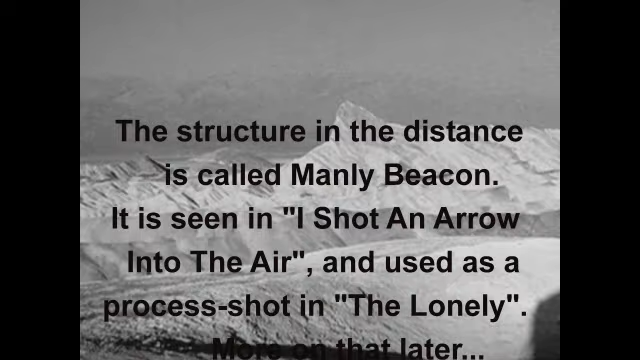 The structure in the distance
is called Manly Beacon.
It is seen in "I Shot An Arrow
Into The Air", and used as a
process-shot in "The Lonely".
More on that later...